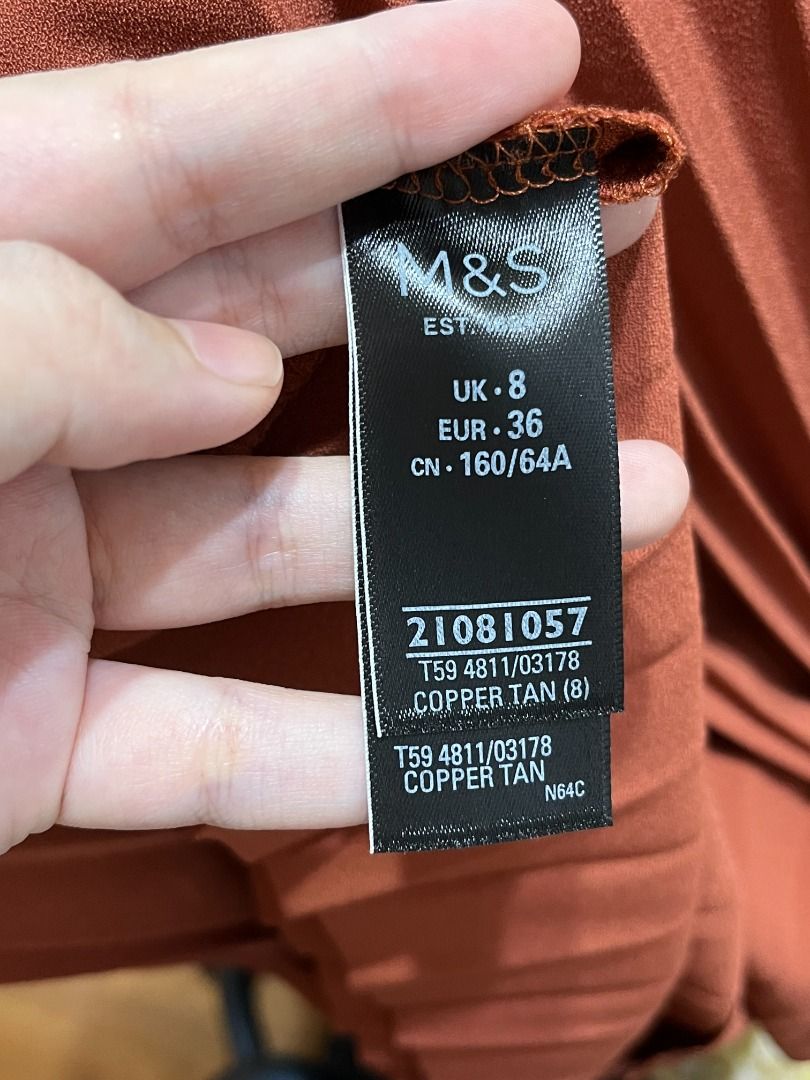 M&S
EST.
UK • 8
EUR • 36
CN • 160/64A
21081057
T59 4811/03178
COPPER TAN (8)
T59 4811/03178
COPPER TAN
N64C